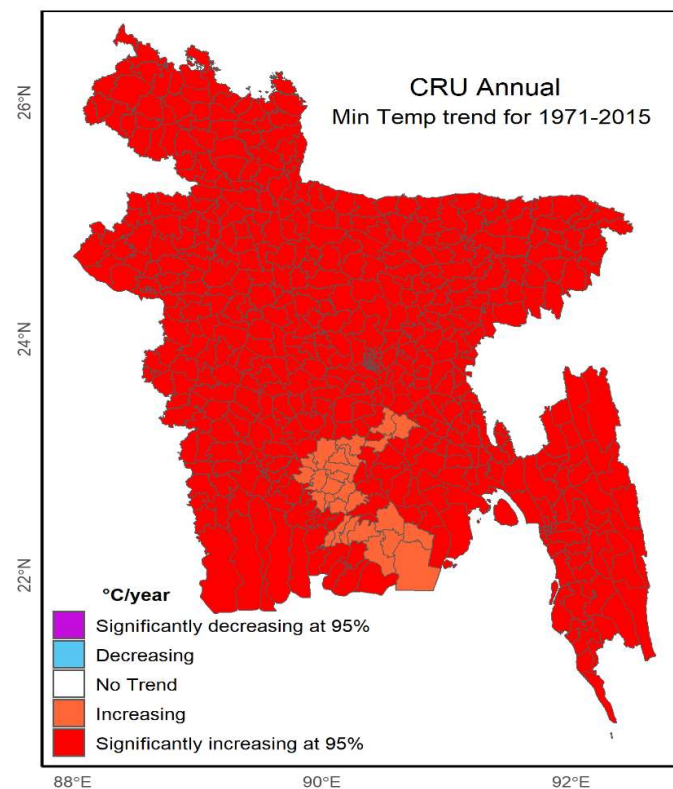 CRU Annual
Min Temp trend for 1971-2015
26°N
24°N
22°N
°C/year
Significantly decreasing at 95%
Decreasing
No Trend
Increasing
Significantly increasing at 95%
88°E
90°E
92°E